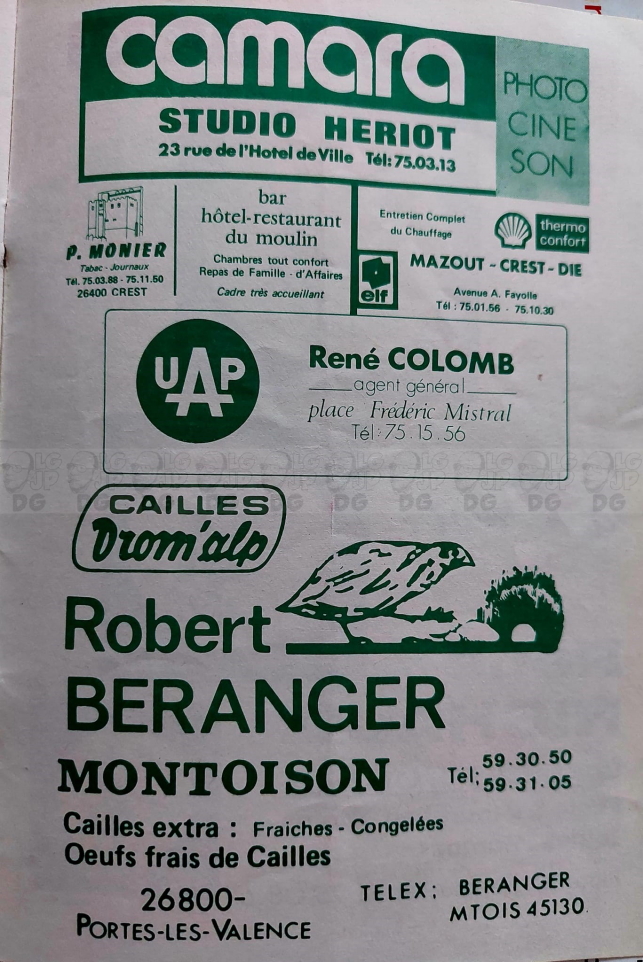 camara
STUDIO HERIOT
23 rue de l'Hotel de Ville Tél: 75.03.13
PHOTO
CINE
SON
P. MONIER
Tabac - Journaux
Tél. 75.03.88 - 75.11.50
26400 CREST
bar
hôtel-restaurant
du moulin
Chambres tout confort
Repas de Famille - d'Affaires
Cadre très accueillant
Entretien Complet
du Chauffage
thermo
confort
elf
MAZOUT - CREST - DIE
Avenue A. Fayolle
Tél : 75.01.56 - 75.10.30
UAP
René COLOMB
agent général
place Frédéric Mistral
Tél: 75.15.56
CAILLES
Drom'alp
Robert
BERANGER
MONTOISON
Tél: 59.30.50
59.31.05
Cailles extra : Fraiches - Congelées
Oeufs frais de Cailles
26800-
PORTES-LES-VALENCE
TELEX: BERANGER
MTOIS 45130.